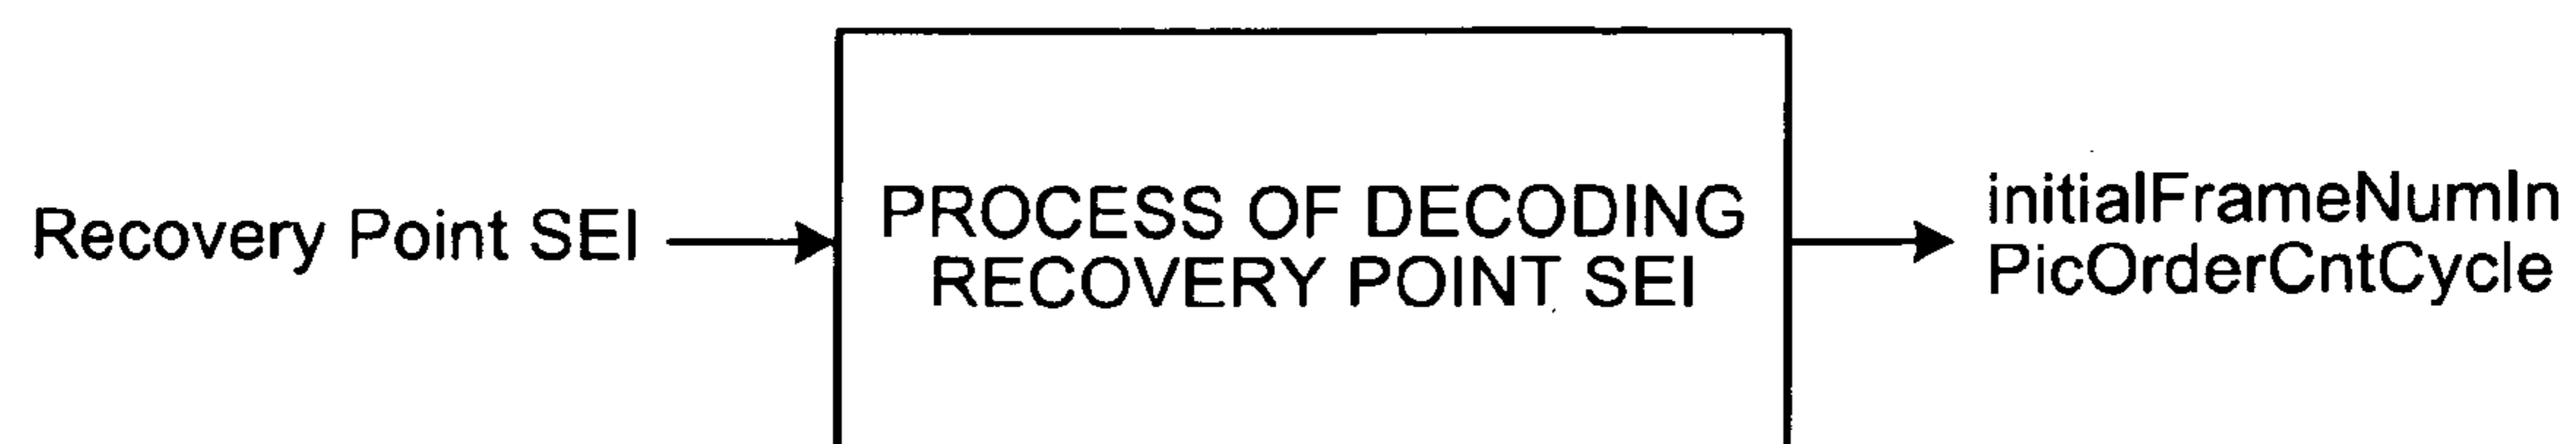 Recovery Point SEI
PROCESS OF DECODING
RECOVERY POINT SEI
initialFrameNumIn
PicOrderCntCycle